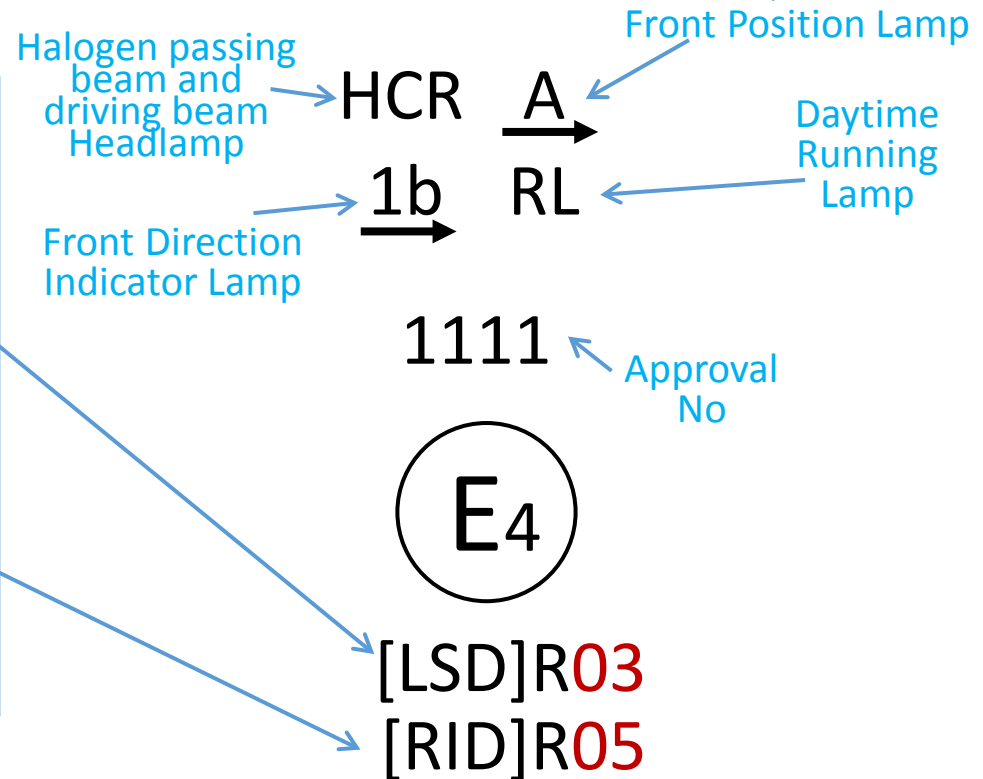 Front Position Lamp
Halogen passing
beam and
driving beam
Headlamp
HCR A
Daytime
Running
Lamp
1b RL
Front Direction
Indicator Lamp
1111
Approval
No
E4
[LSD]R03
[RID]R05